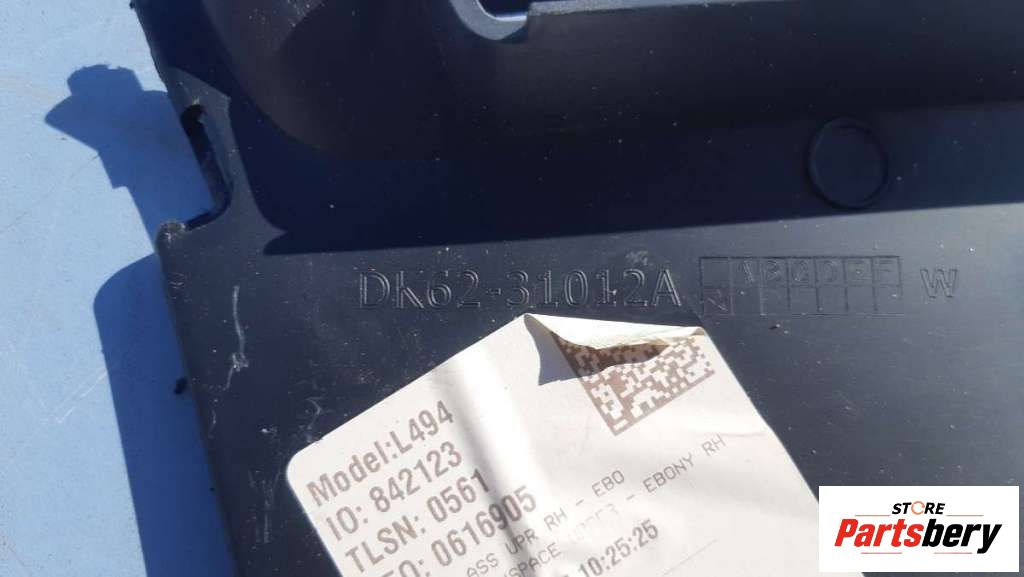 DK62-31012A
A B C D E F W
Model:L494
IO: 842123
TLSN: 0561
0616905
ASS UPR RH - EBO
- EBONY RH
10:25:25
STORE
Partsbery